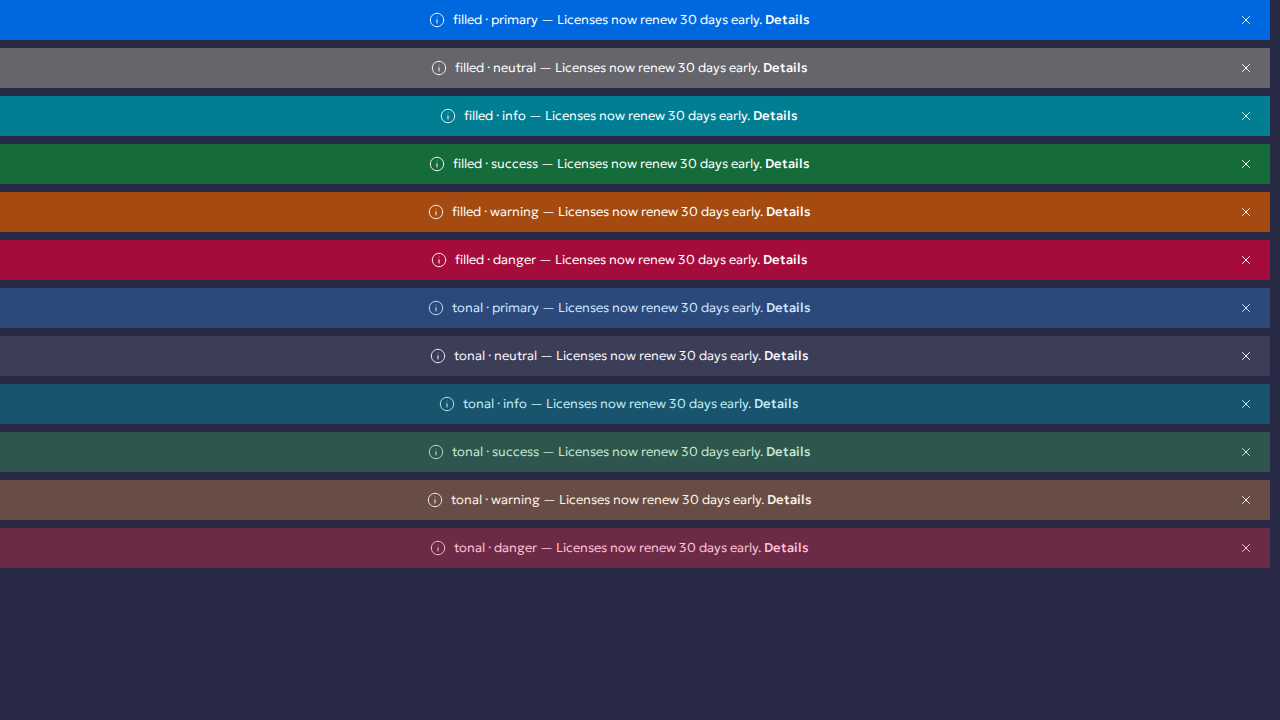 filled · primary — Licenses now renew 30 days early. Details
filled · neutral — Licenses now renew 30 days early. Details
filled · info — Licenses now renew 30 days early. Details
filled · success — Licenses now renew 30 days early. Details
filled · warning — Licenses now renew 30 days early. Details
filled · danger — Licenses now renew 30 days early. Details
tonal · primary — Licenses now renew 30 days early. Details
tonal · neutral — Licenses now renew 30 days early. Details
tonal · info — Licenses now renew 30 days early. Details
tonal · success — Licenses now renew 30 days early. Details
tonal · warning — Licenses now renew 30 days early. Details
tonal · danger — Licenses now renew 30 days early. Details